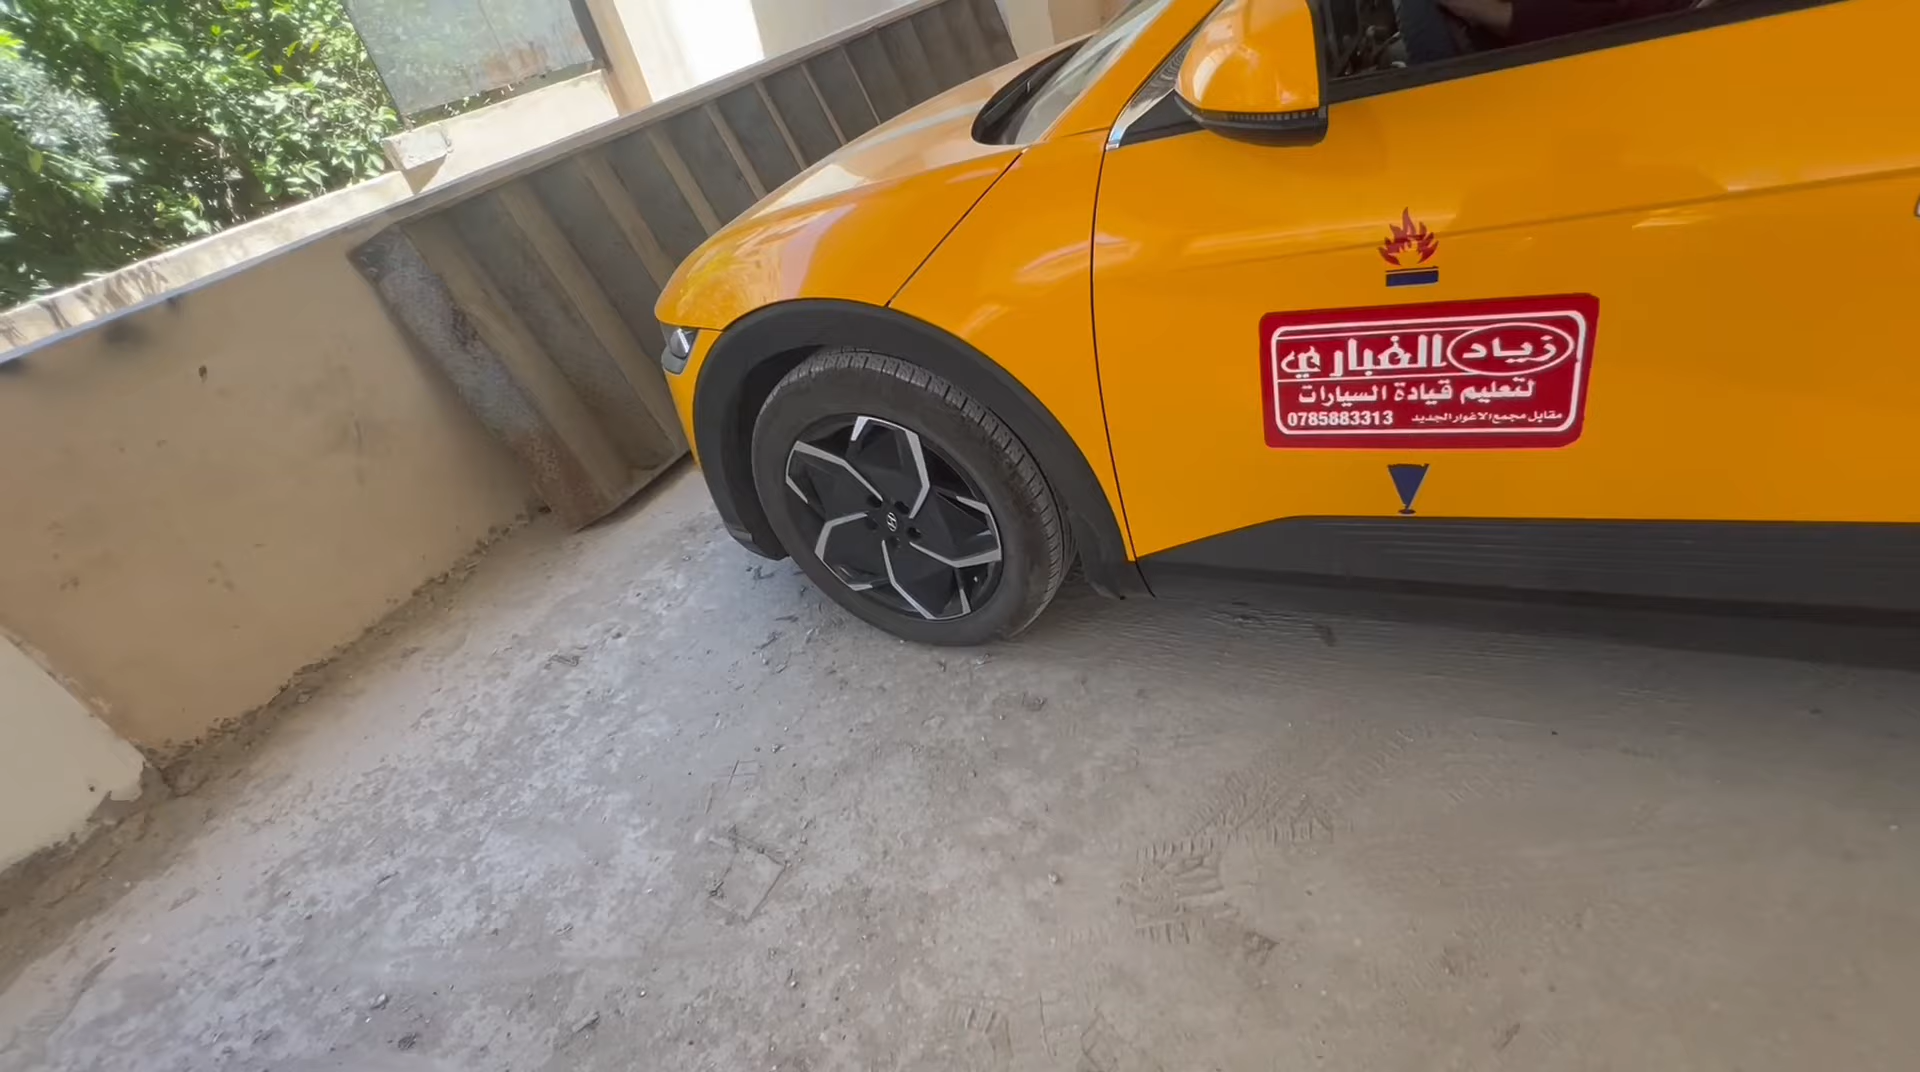 زياد الغباري
لتعليم قيادة السيارات
مقابل مجمع الاغوار الجديد 0785883313